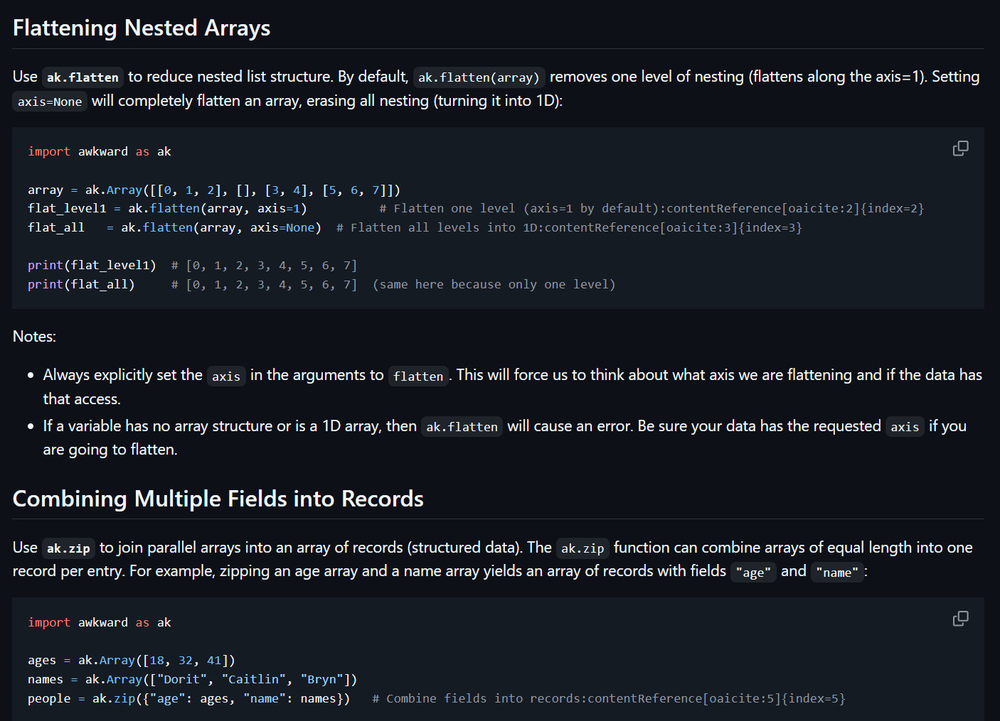 Flattening Nested Arrays
Use ak.flatten to reduce nested list structure. By default, ak.flatten(array) removes one level of nesting (flattens along the axis=1). Setting
axis=None will completely flatten an array, erasing all nesting (turning it into 1D):
import awkward as ak
array = ak.Array([[0, 1, 2], [], [3, 4], [5, 6, 7]])
flat_level1 = ak.flatten(array, axis=1)          # Flatten one level (axis=1 by default):contentReference[oaicite:2]{index=2}
flat_all   = ak.flatten(array, axis=None)  # Flatten all levels into 1D:contentReference[oaicite:3]{index=3}
print(flat_level1)  # [0, 1, 2, 3, 4, 5, 6, 7]
print(flat_all)     # [0, 1, 2, 3, 4, 5, 6, 7]  (same here because only one level)
Notes:
• Always explicitly set the axis in the arguments to flatten. This will force us to think about what axis we are flattening and if the data has
that access.
• If a variable has no array structure or is a 1D array, then ak.flatten will cause an error. Be sure your data has the requested axis if you
are going to flatten.
Combining Multiple Fields into Records
Use ak.zip to join parallel arrays into an array of records (structured data). The ak.zip function can combine arrays of equal length into one
record per entry. For example, zipping an age array and a name array yields an array of records with fields "age" and "name":
import awkward as ak
ages = ak.Array([18, 32, 41])
names = ak.Array(["Dorit", "Caitlin", "Bryn"])
people = ak.zip({"age": ages, "name": names})   # Combine fields into records:contentReference[oaicite:5]{index=5}